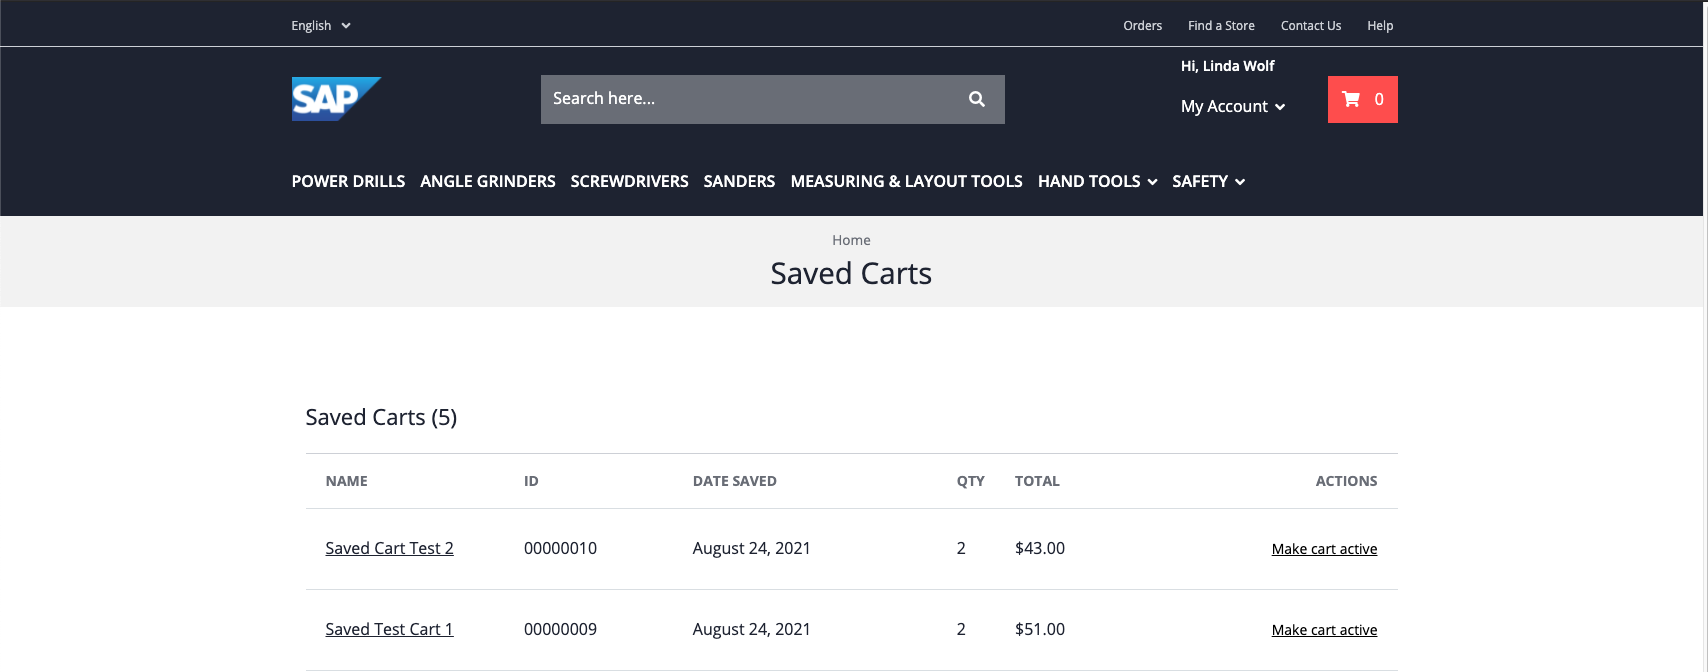 English
Orders Find a Store Contact Us Help
Hi, Linda Wolf
SAP
Search here...
My Account
0
POWER DRILLS ANGLE GRINDERS SCREWDRIVERS SANDERS MEASURING & LAYOUT TOOLS HAND TOOLS SAFETY
Home
Saved Carts
Saved Carts (5)
NAME ID DATE SAVED QTY TOTAL ACTIONS
Saved Cart Test 2 00000010 August 24, 2021 2 $43.00 Make cart active
Saved Test Cart 1 00000009 August 24, 2021 2 $51.00 Make cart active